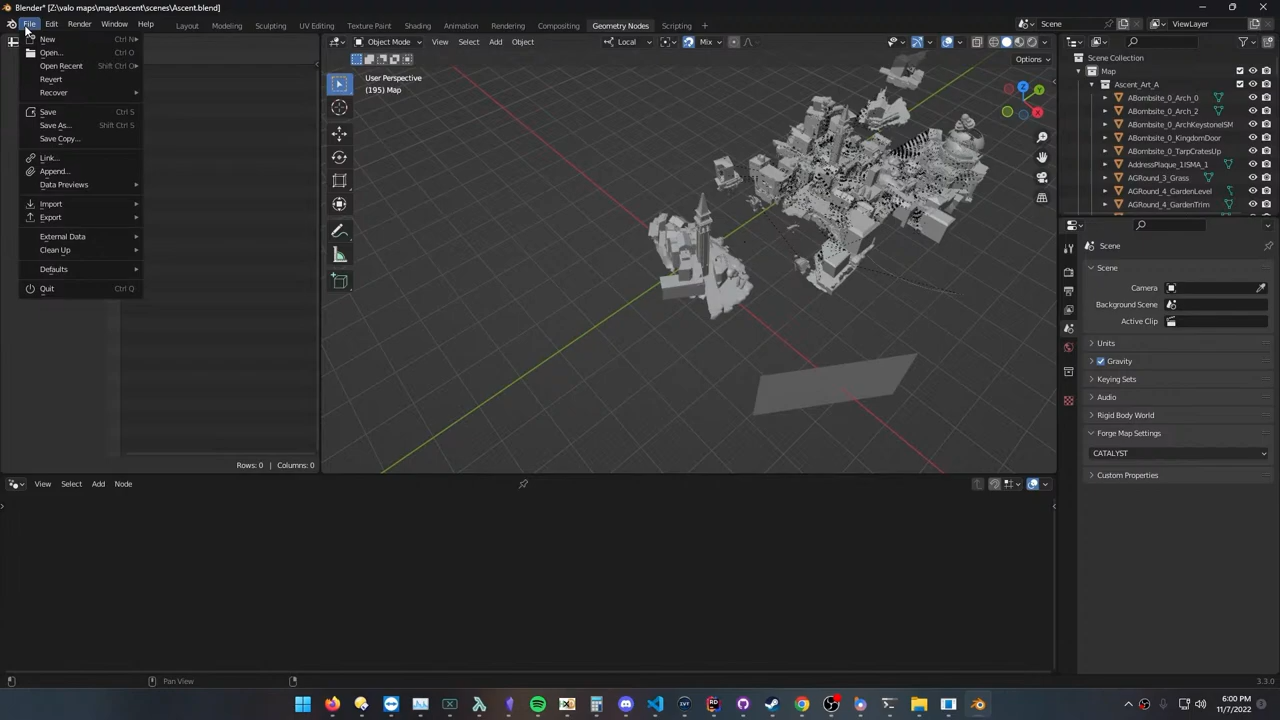 Blender* [Z:\valo maps\maps\ascent\scenes\Ascent.blend]
File Edit Render Window Help
Layout Modeling Sculpting UV Editing Texture Paint Shading Animation Rendering Compositing Geometry Nodes Scripting +
Scene
ViewLayer
New Ctrl N
Open... Ctrl O
Open Recent Shift Ctrl O
Revert
Recover
Save Ctrl S
Save As... Shift Ctrl S
Save Copy...
Link...
Append...
Data Previews
Import
Export
External Data
Clean Up
Defaults
Quit Ctrl Q
Rows: 0 | Columns: 0
Object Mode View Select Add Object
Local
Mix
Options
User Perspective
(195) Map
Z
Y
X
Scene Collection
Map
Ascent_Art_A
ABombsite_0_Arch_0
ABombsite_0_Arch_2
ABombsite_0_ArchKeystoneISM
ABombsite_0_KingdomDoor
ABombsite_0_TarpCratesUp
AddressPlaque_1ISMA_1
AGRound_3_Grass
AGRound_4_GardenLevel
AGRound_4_GardenTrim
Scene
Scene
Camera
Background Scene
Active Clip
Units
Gravity
Keying Sets
Audio
Rigid Body World
Forge Map Settings
CATALYST
Custom Properties
View Select Add Node
Pan View
3.3.0
6:00 PM
11/7/2022